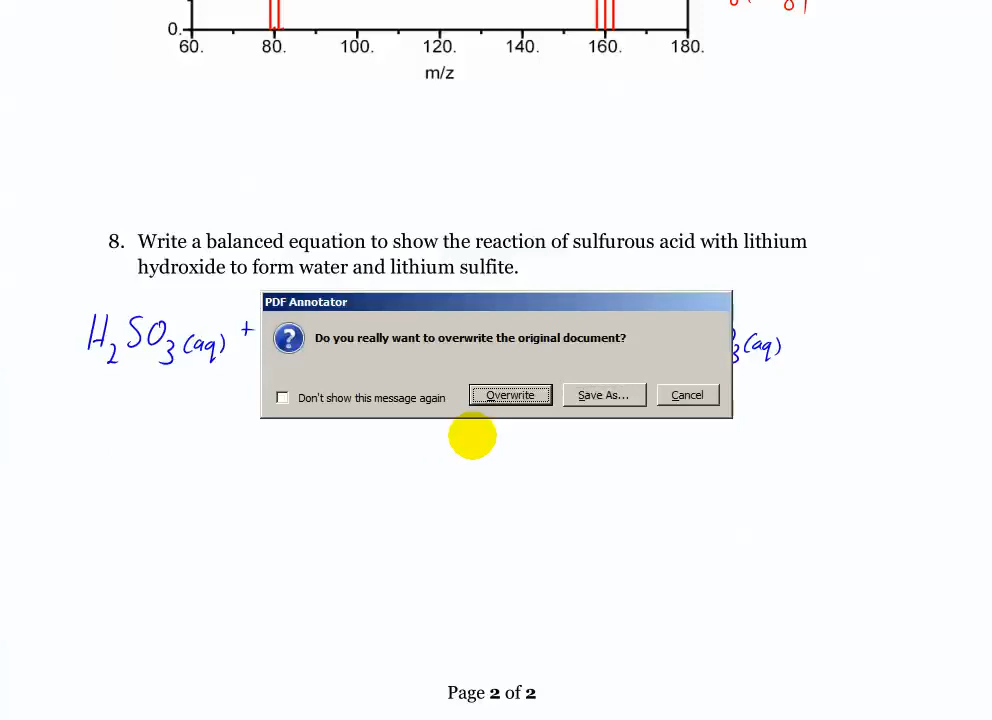 0.
60. 80. 100. 120. 140. 160. 180.
m/z
8. Write a balanced equation to show the reaction of sulfurous acid with lithium
hydroxide to form water and lithium sulfite.
PDF Annotator
Do you really want to overwrite the original document?
Don't show this message again Overwrite Save As... Cancel
H2SO3(aq) + 3(aq)
Page 2 of 2